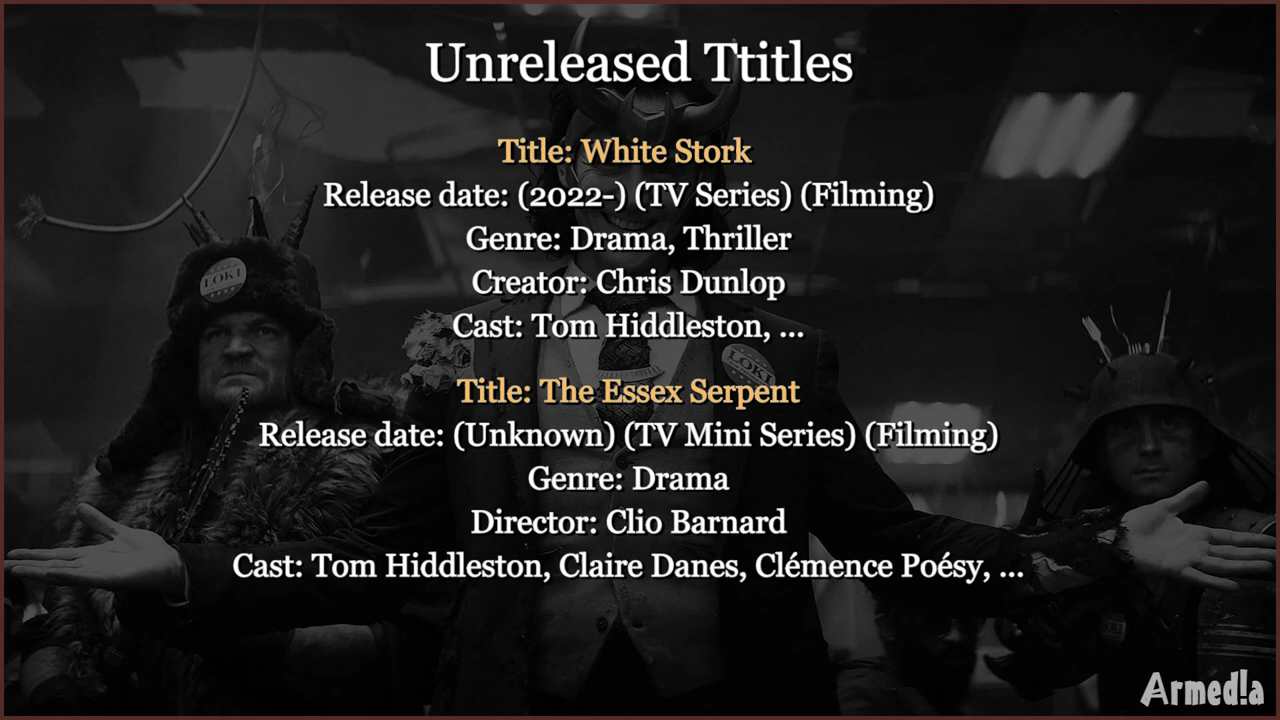 Unreleased Ttitles
Title: White Stork
Release date: (2022-) (TV Series) (Filming)
Genre: Drama, Thriller
Creator: Chris Dunlop
Cast: Tom Hiddleston, ...
Title: The Essex Serpent
Release date: (Unknown) (TV Mini Series) (Filming)
Genre: Drama
Director: Clio Barnard
Cast: Tom Hiddleston, Claire Danes, Clémence Poésy, ...
LOKI
LOKI
Armed!a